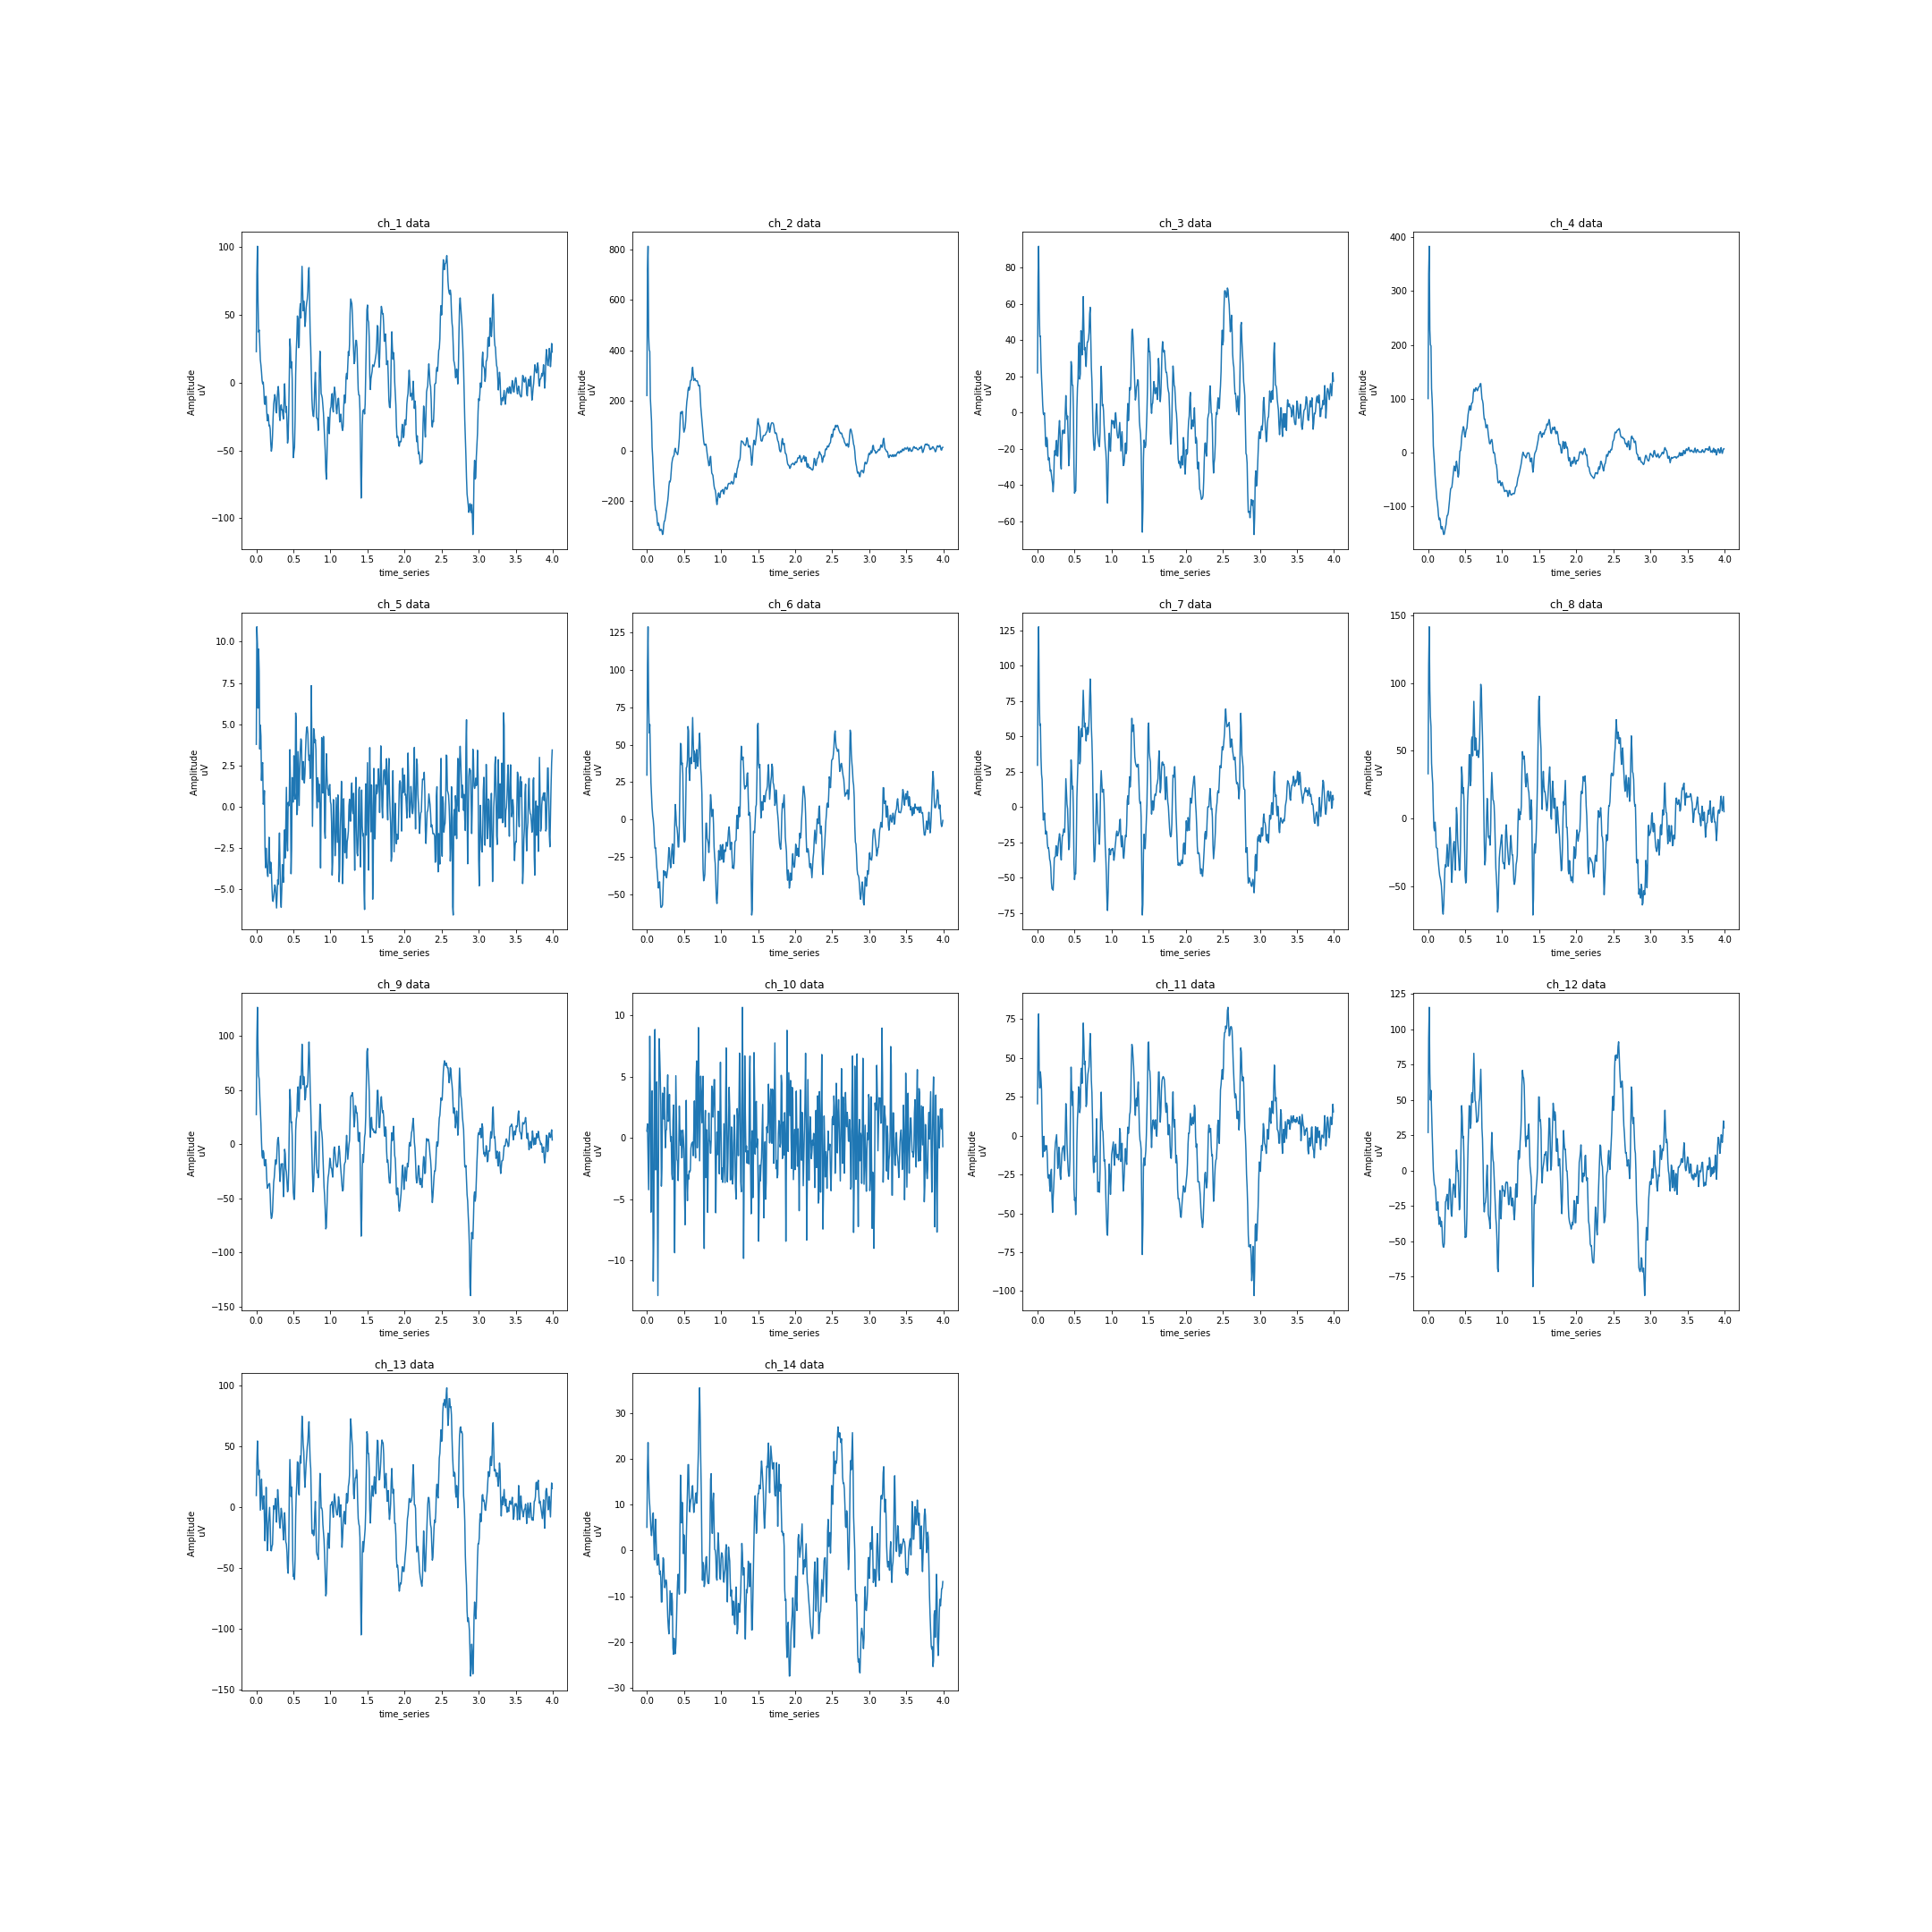 ch_1 data
100
50
0
−50
−100
Amplitude
uV
0.0 0.5 1.0 1.5 2.0 2.5 3.0 3.5 4.0
time_series
ch_2 data
800
600
400
200
0
−200
Amplitude
uV
0.0 0.5 1.0 1.5 2.0 2.5 3.0 3.5 4.0
time_series
ch_3 data
80
60
40
20
0
−20
−40
−60
Amplitude
uV
0.0 0.5 1.0 1.5 2.0 2.5 3.0 3.5 4.0
time_series
ch_4 data
400
300
200
100
0
−100
Amplitude
uV
0.0 0.5 1.0 1.5 2.0 2.5 3.0 3.5 4.0
time_series
ch_5 data
10.0
7.5
5.0
2.5
0.0
−2.5
−5.0
Amplitude
uV
0.0 0.5 1.0 1.5 2.0 2.5 3.0 3.5 4.0
time_series
ch_6 data
125
100
75
50
25
0
−25
−50
Amplitude
uV
0.0 0.5 1.0 1.5 2.0 2.5 3.0 3.5 4.0
time_series
ch_7 data
125
100
75
50
25
0
−25
−50
−75
Amplitude
uV
0.0 0.5 1.0 1.5 2.0 2.5 3.0 3.5 4.0
time_series
ch_8 data
150
100
50
0
−50
Amplitude
uV
0.0 0.5 1.0 1.5 2.0 2.5 3.0 3.5 4.0
time_series
ch_9 data
100
50
0
−50
−100
−150
Amplitude
uV
0.0 0.5 1.0 1.5 2.0 2.5 3.0 3.5 4.0
time_series
ch_10 data
10
5
0
−5
−10
Amplitude
uV
0.0 0.5 1.0 1.5 2.0 2.5 3.0 3.5 4.0
time_series
ch_11 data
75
50
25
0
−25
−50
−75
−100
Amplitude
uV
0.0 0.5 1.0 1.5 2.0 2.5 3.0 3.5 4.0
time_series
ch_12 data
125
100
75
50
25
0
−25
−50
−75
Amplitude
uV
0.0 0.5 1.0 1.5 2.0 2.5 3.0 3.5 4.0
time_series
ch_13 data
100
50
0
−50
−100
−150
Amplitude
uV
0.0 0.5 1.0 1.5 2.0 2.5 3.0 3.5 4.0
time_series
ch_14 data
30
20
10
0
−10
−20
−30
Amplitude
uV
0.0 0.5 1.0 1.5 2.0 2.5 3.0 3.5 4.0
time_series